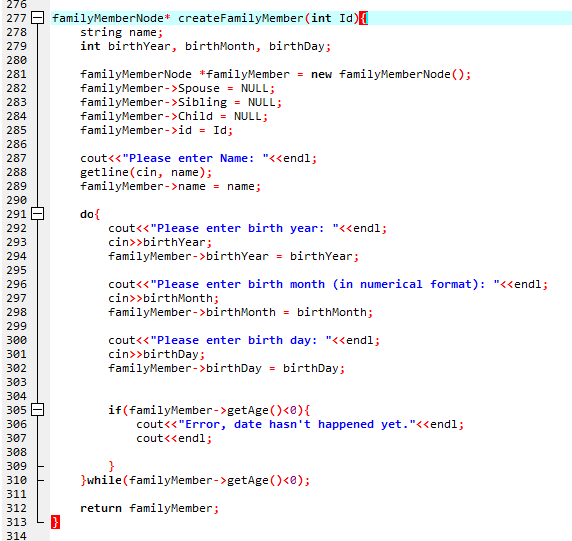 276
277 familyMemberNode* createFamilyMember(int Id){
278     string name;
279     int birthYear, birthMonth, birthDay;
280
281     familyMemberNode *familyMember = new familyMemberNode();
282     familyMember->Spouse = NULL;
283     familyMember->Sibling = NULL;
284     familyMember->Child = NULL;
285     familyMember->id = Id;
286
287     cout<<"Please enter Name: "<<endl;
288     getline(cin, name);
289     familyMember->name = name;
290
291     do{
292         cout<<"Please enter birth year: "<<endl;
293         cin>>birthYear;
294         familyMember->birthYear = birthYear;
295
296         cout<<"Please enter birth month (in numerical format): "<<endl;
297         cin>>birthMonth;
298         familyMember->birthMonth = birthMonth;
299
300         cout<<"Please enter birth day: "<<endl;
301         cin>>birthDay;
302         familyMember->birthDay = birthDay;
303
304
305         if(familyMember->getAge()<0){
306             cout<<"Error, date hasn't happened yet."<<endl;
307             cout<<endl;
308
309         }
310     }while(familyMember->getAge()<0);
311
312     return familyMember;
313 }
314